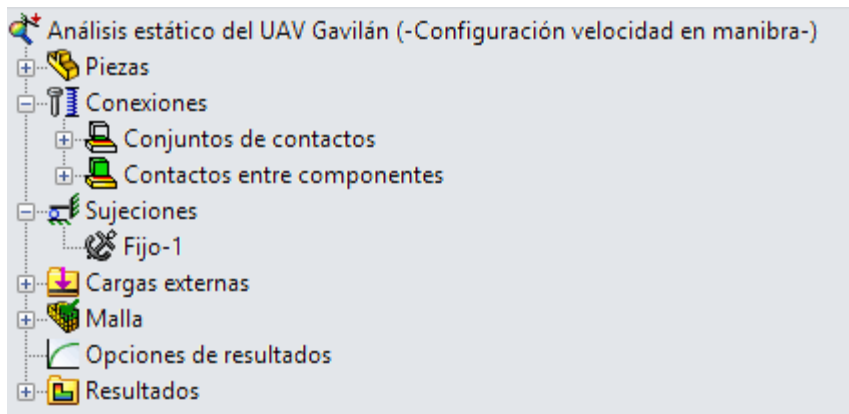 Análisis estático del UAV Gavilán (-Configuración velocidad en manibra-)
Piezas
Conexiones
Conjuntos de contactos
Contactos entre componentes
Sujeciones
Fijo-1
Cargas externas
Malla
Opciones de resultados
Resultados